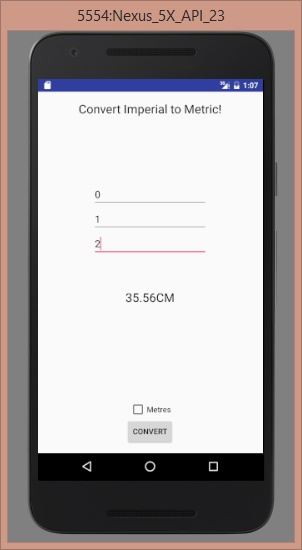 5554:Nexus_5X_API_23
1:07
Convert Imperial to Metric!
0
1
2
35.56CM
Metres
CONVERT